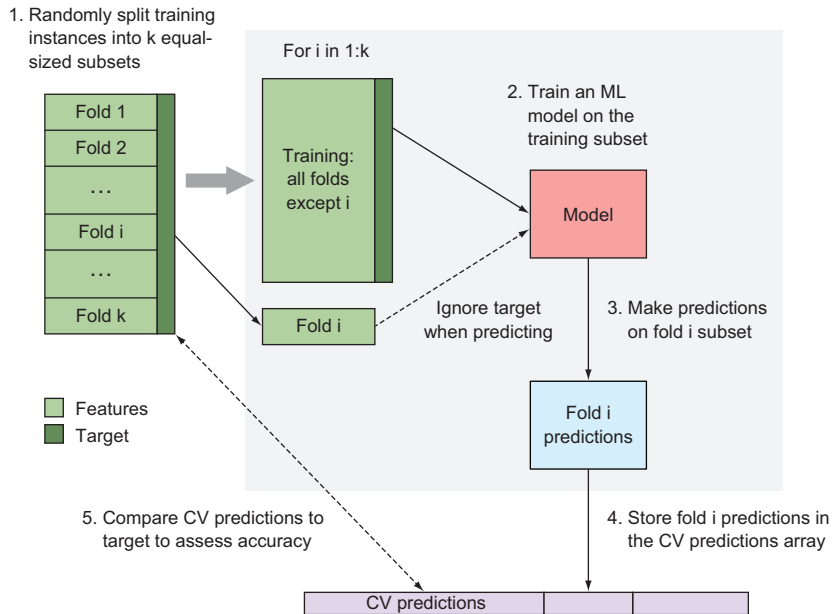 1. Randomly split training
instances into k equal-
sized subsets
For i in 1:k
Fold 1
Fold 2
...
Fold i
...
Fold k
Training:
all folds
except i
2. Train an ML
model on the
training subset
Model
Fold i
Ignore target
when predicting
3. Make predictions
on fold i subset
Features
Target
Fold i
predictions
5. Compare CV predictions to
target to assess accuracy
4. Store fold i predictions in
the CV predictions array
CV predictions